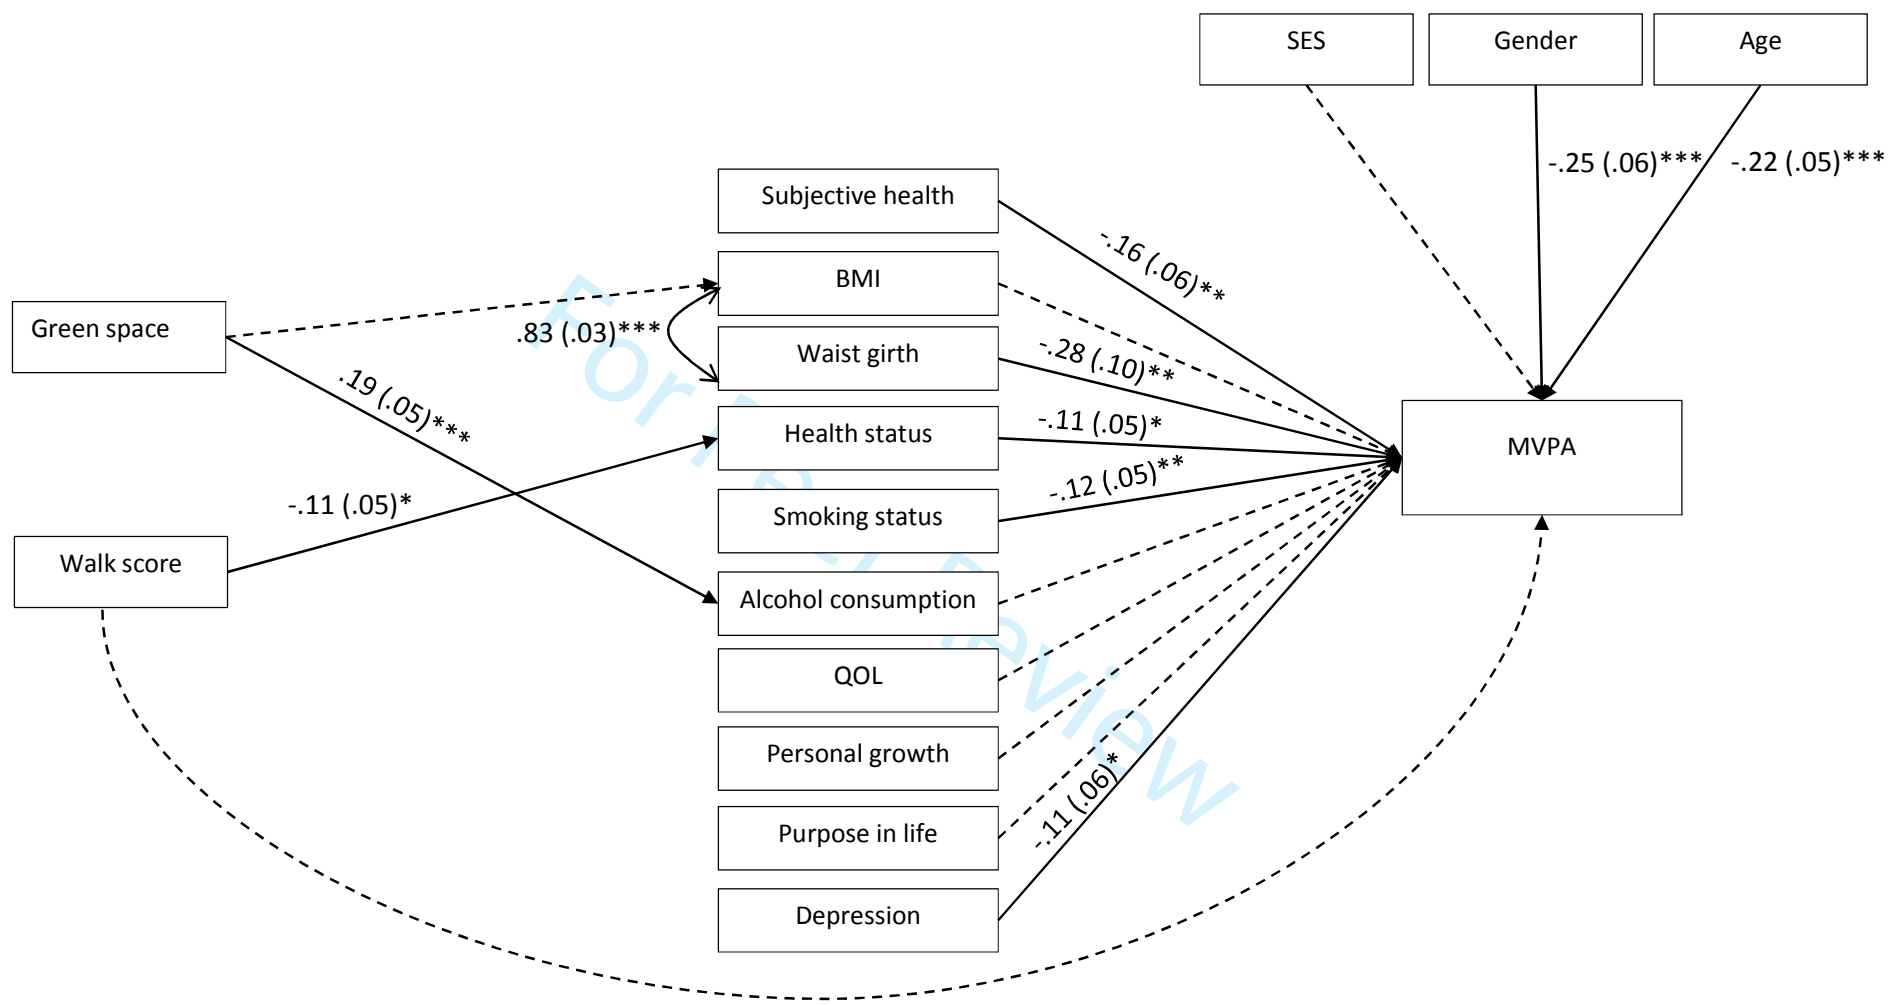 SES
Gender
Age
-.25 (.06)***
-.22 (.05)***
Subjective health
-.16 (.06)**
BMI
Green space
.83 (.03)***
Waist girth
-.28 (.10)**
.19 (.05)***
Health status
-.11 (.05)*
MVPA
-.11 (.05)*
Smoking status
-.12 (.05)**
Walk score
Alcohol consumption
QOL
Personal growth
Purpose in life
-.11 (.06)*
Depression
For Peer Review